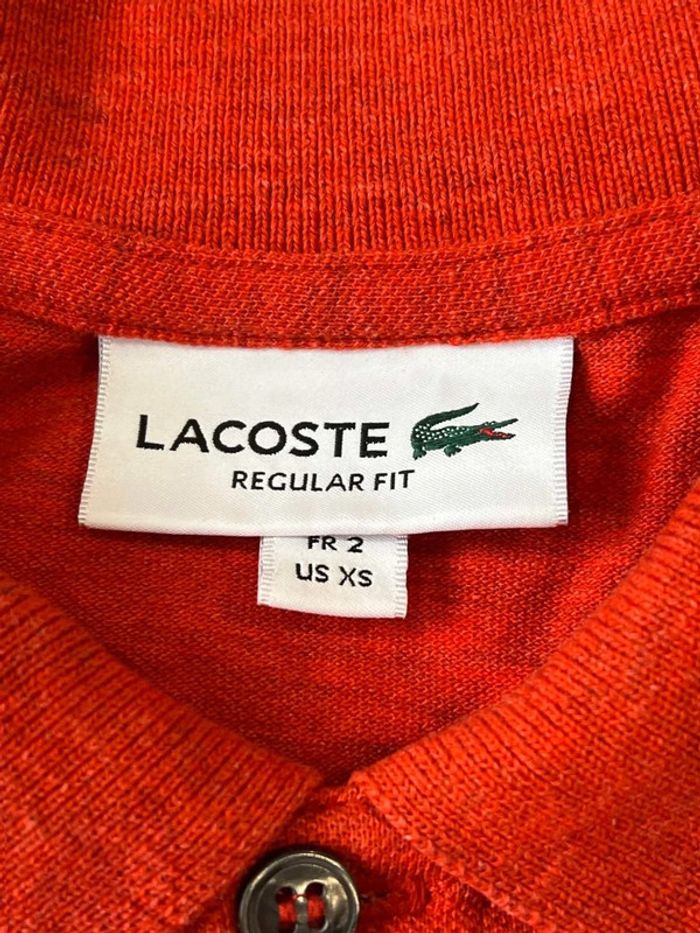 LACOSTE
REGULAR FIT
FR 2
US XS